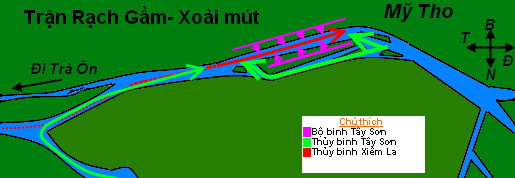 Trận Rạch Gầm- Xoài mút
Mỹ Tho
B
T Đ
N
Đi Trà Ôn
Chú thích
Bộ binh Tây Sơn
Thủy binh Tây Sơn
Thủy binh Xiêm La